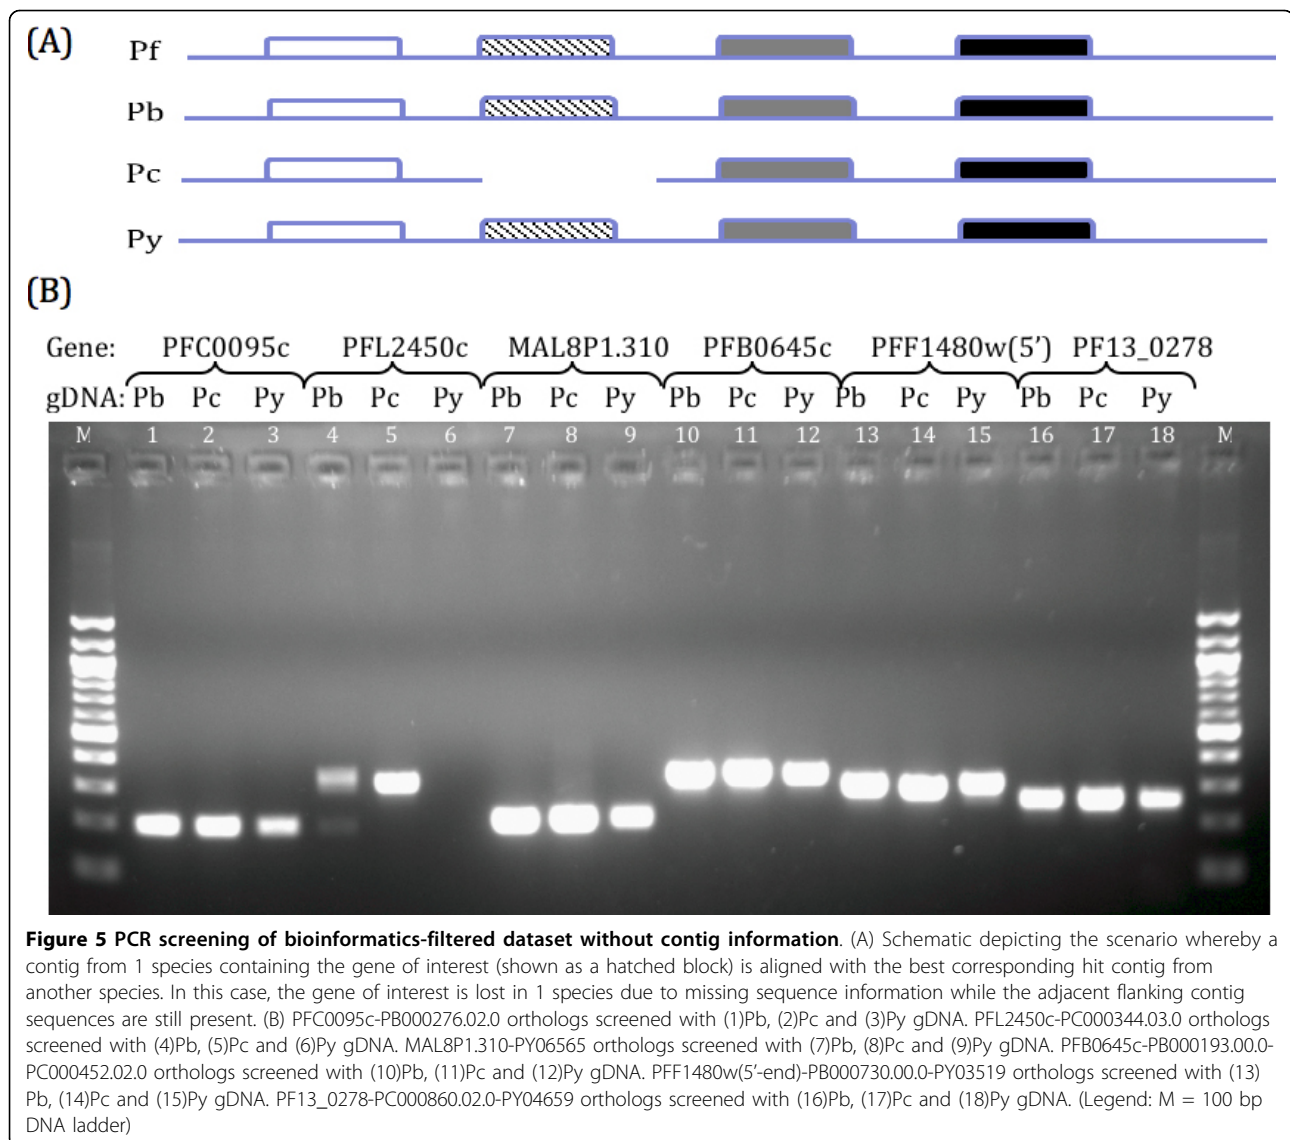 (A)
Pf
Pb
Pc
Py
(B)
Gene: PFC0095c PFL2450c MAL8P1.310 PFB0645c PFF1480w(5’) PF13_0278
gDNA: Pb Pc Py Pb Pc Py Pb Pc Py Pb Pc Py Pb Pc Py Pb Pc Py
M 1 2 3 4 5 6 7 8 9 10 11 12 13 14 15 16 17 18 M
Figure 5 PCR screening of bioinformatics-filtered dataset without contig information. (A) Schematic depicting the scenario whereby a
contig from 1 species containing the gene of interest (shown as a hatched block) is aligned with the best corresponding hit contig from
another species. In this case, the gene of interest is lost in 1 species due to missing sequence information while the adjacent flanking contig
sequences are still present. (B) PFC0095c-PB000276.02.0 orthologs screened with (1)Pb, (2)Pc and (3)Py gDNA. PFL2450c-PC000344.03.0 orthologs
screened with (4)Pb, (5)Pc and (6)Py gDNA. MAL8P1.310-PY06565 orthologs screened with (7)Pb, (8)Pc and (9)Py gDNA. PFB0645c-PB000193.00.0-
PC000452.02.0 orthologs screened with (10)Pb, (11)Pc and (12)Py gDNA. PFF1480w(5’-end)-PB000730.00.0-PY03519 orthologs screened with (13)
Pb, (14)Pc and (15)Py gDNA. PF13_0278-PC000860.02.0-PY04659 orthologs screened with (16)Pb, (17)Pc and (18)Py gDNA. (Legend: M = 100 bp
DNA ladder)